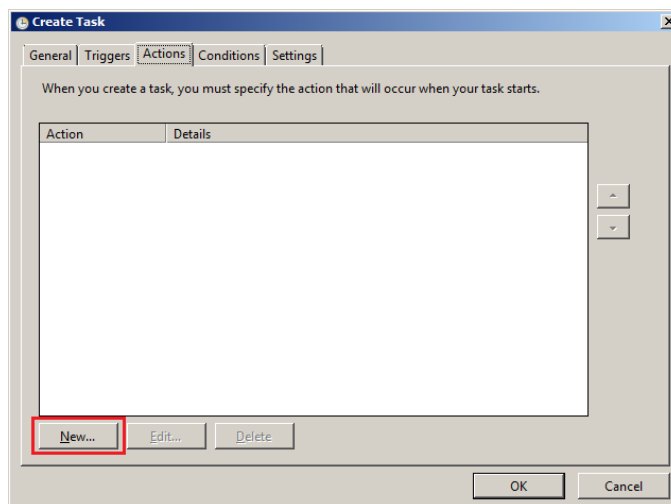 Create Task
General Triggers Actions Conditions Settings
When you create a task, you must specify the action that will occur when your task starts.
Action Details
New... Edit... Delete
OK Cancel